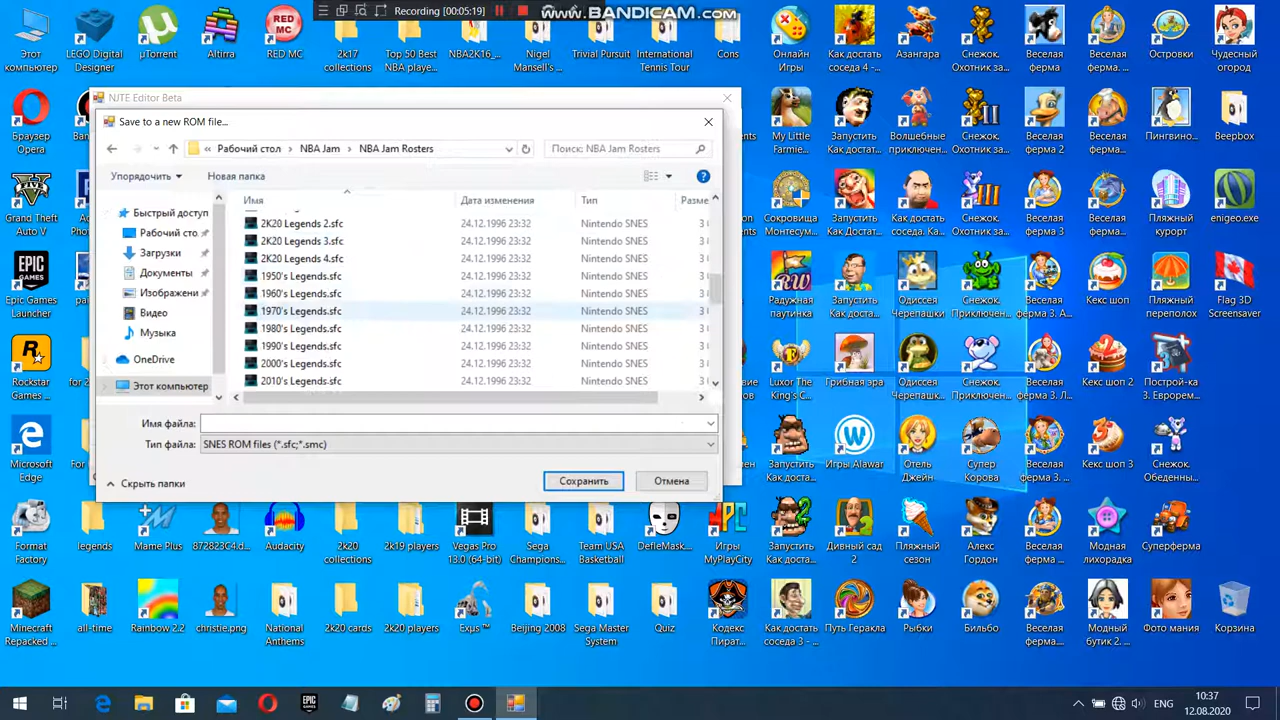 Recording [00:05:19]
www.BANDICAM.com
Этот компьютер
LEGO Digital Designer
µTorrent
Altirra
RED MC
2k17 collections
Top 50 Best NBA playe...
NBA2K16_...
Nigel Mansell's ...
Trivial Pursuit
International Tennis Tour
Cons
Онлайн Игры
Как достать соседа 4 -...
Азангара
Снежок. Охотник за...
Веселая ферма
Веселая ферма. ...
Островки
Чудесный огород
NJTE Editor Beta
Save to a new ROM file...
« Рабочий стол › NBA Jam › NBA Jam Rosters
Поиск: NBA Jam Rosters
Упорядочить
Новая папка
Имя
Дата изменения
Тип
Разме
Быстрый доступ
Рабочий сто.
Загрузки
Документы
Изображени
Видео
Музыка
OneDrive
Этот компьютер
2K20 Legends 2.sfc 24.12.1996 23:32 Nintendo SNES 3
2K20 Legends 3.sfc 24.12.1996 23:32 Nintendo SNES 3
2K20 Legends 4.sfc 24.12.1996 23:32 Nintendo SNES 3
1950's Legends.sfc 24.12.1996 23:32 Nintendo SNES 3
1960's Legends.sfc 24.12.1996 23:32 Nintendo SNES 3
1970's Legends.sfc 24.12.1996 23:32 Nintendo SNES 3
1980's Legends.sfc 24.12.1996 23:32 Nintendo SNES 3
1990's Legends.sfc 24.12.1996 23:32 Nintendo SNES 3
2000's Legends.sfc 24.12.1996 23:32 Nintendo SNES 3
2010's Legends.sfc 24.12.1996 23:32 Nintendo SNES 3
Имя файла:
Тип файла: SNES ROM files (*.sfc;*.smc)
Скрыть папки
Сохранить
Отмена
Браузер Opera
My Little Farmie...
Запустить Как доста...
Волшебные приключен...
Снежок. Охотник за...
Веселая ферма 2
Веселая ферма. ...
Пингвино...
Beepbox
Grand Theft Auto V
Сокровища Монтесум...
Запустить Как доста...
Как достать соседа. Ка...
Снежок. Охотник за...
Веселая ферма 3
Веселая ферма...
Пляжный курорт
enigeo.exe
Epic Games Launcher
Радужная паутинка
Запустить Как доста...
Одиссея Черепашки
Снежок. Приключен...
Веселая ферма 3. А...
Кекс шоп
Пляжный переполох
Flag 3D Screensaver
Rockstar Games ...
Luxor The King's C...
Грибная эра
Одиссея Черепашк...
Снежок. Приключен...
Веселая ферма 3. Л...
Кекс шоп 2
Построй-ка 3. Евророем...
Microsoft Edge
Запустить Как доста...
Игры Alawar
Отель Джейн
Супер Корова
Веселая ферма 3. ...
Кекс шоп 3
Снежок. Обеденны...
Format Factory
legends
Mame Plus
872823C4.d...
Audacity
2k20 collections
2k19 players
Vegas Pro 13.0 (64-bit)
Sega Champions...
Team USA Basketball
DefleMask...
Игры MyPlayCity
Запустить Как доста...
Дивный сад 2
Пляжный сезон
Алекс Гордон
Веселая ферма ...
Модная лихорадка
Суперферма
Minecraft Repacked ...
all-time
Rainbow 2.2
christie.png
National Anthems
2k20 cards
2k20 players
Exμs ™
Beijing 2008
Sega Master System
Quiz
Кодекс Пират...
Как достать соседа 3 - ...
Путь Геракла
Рыбки
Бильбо
Веселая ферма...
Модный бутик 2. ...
Фото мания
Корзина
EPIC GAMES
ENG
10:37
12.08.2020